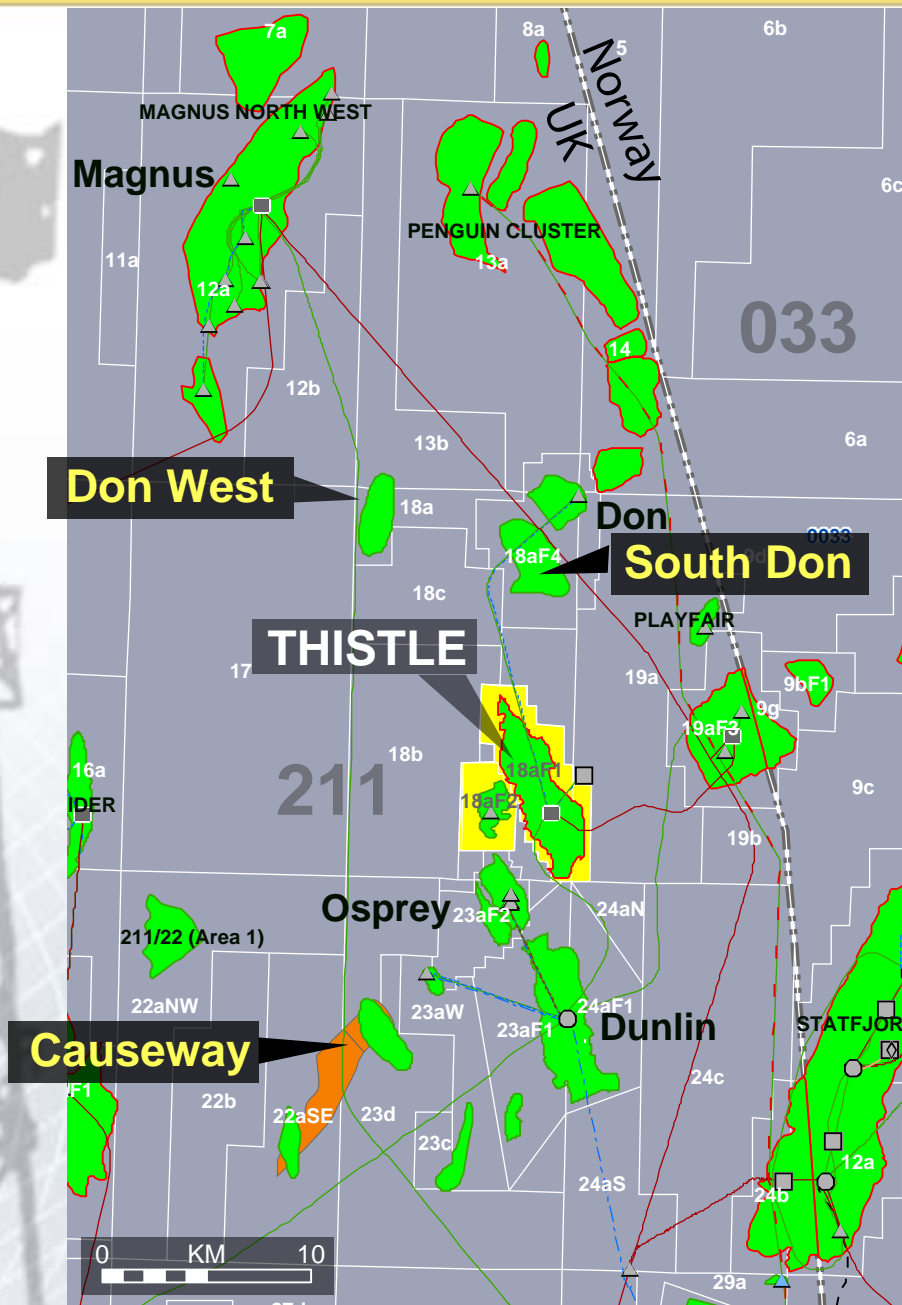 7a
8a
5
6b
Norway
UK
MAGNUS NORTH WEST
Magnus
6c
PENGUIN CLUSTER
13a
11a
12a
033
14
12b
13b
6a
Don West
18a
Don
0033
18aF4
9d
South Don
18c
PLAYFAIR
THISTLE
17
19a
9bF1
9g
19aF3
18b
16a
18aF1
211
18aF2
9c
IDER
19b
Osprey
23aF2
24aN
211/22 (Area 1)
22aNW
23aW
24aF1
23aF1
Dunlin
STATFJOR
Causeway
24c
F1
22b
22aSE
23d
23c
12a
24aS
24b
0 KM 10
29a